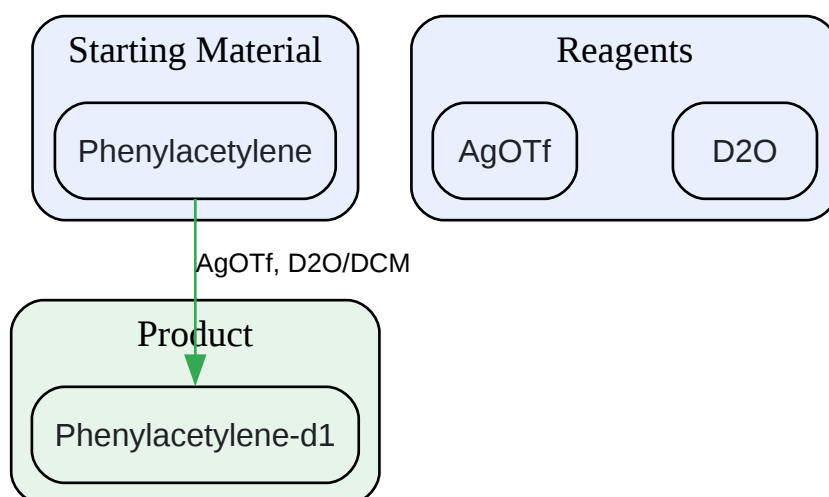 Starting Material
Reagents
Phenylacetylene
AgOTf
D2O
AgOTf, D2O/DCM
Product
Phenylacetylene-d1